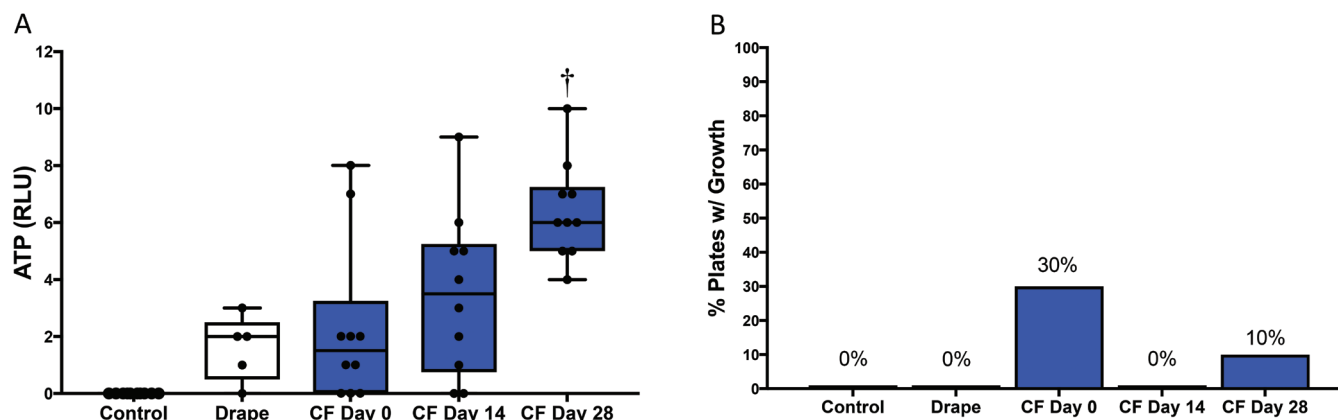 A
ATP (RLU)
12
10
8
6
4
2
0
†
Control
Drape
CF Day 0
CF Day 14
CF Day 28
B
% Plates w/ Growth
100
90
80
70
60
50
40
30
20
10
0
0%
0%
30%
0%
10%
Control
Drape
CF Day 0
CF Day 14
CF Day 28